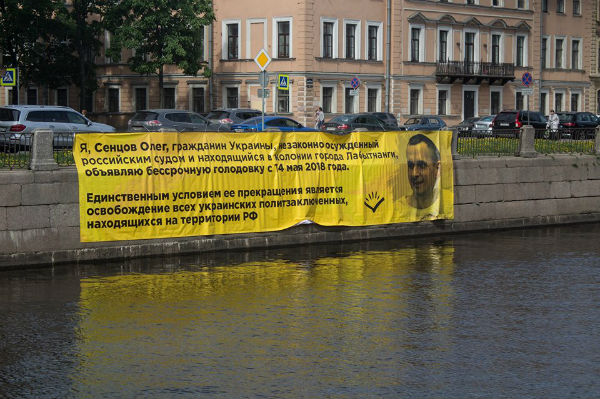 Я, Сенцов Олег, гражданин Украины, незаконно осужденный
российским судом и находящийся в колонии города Лабытнанги,
объявляю бессрочную голодовку с 14 мая 2018 года.
Единственным условием ее прекращения является
освобождение всех украинских политзаключенных,
находящихся на территории РФ